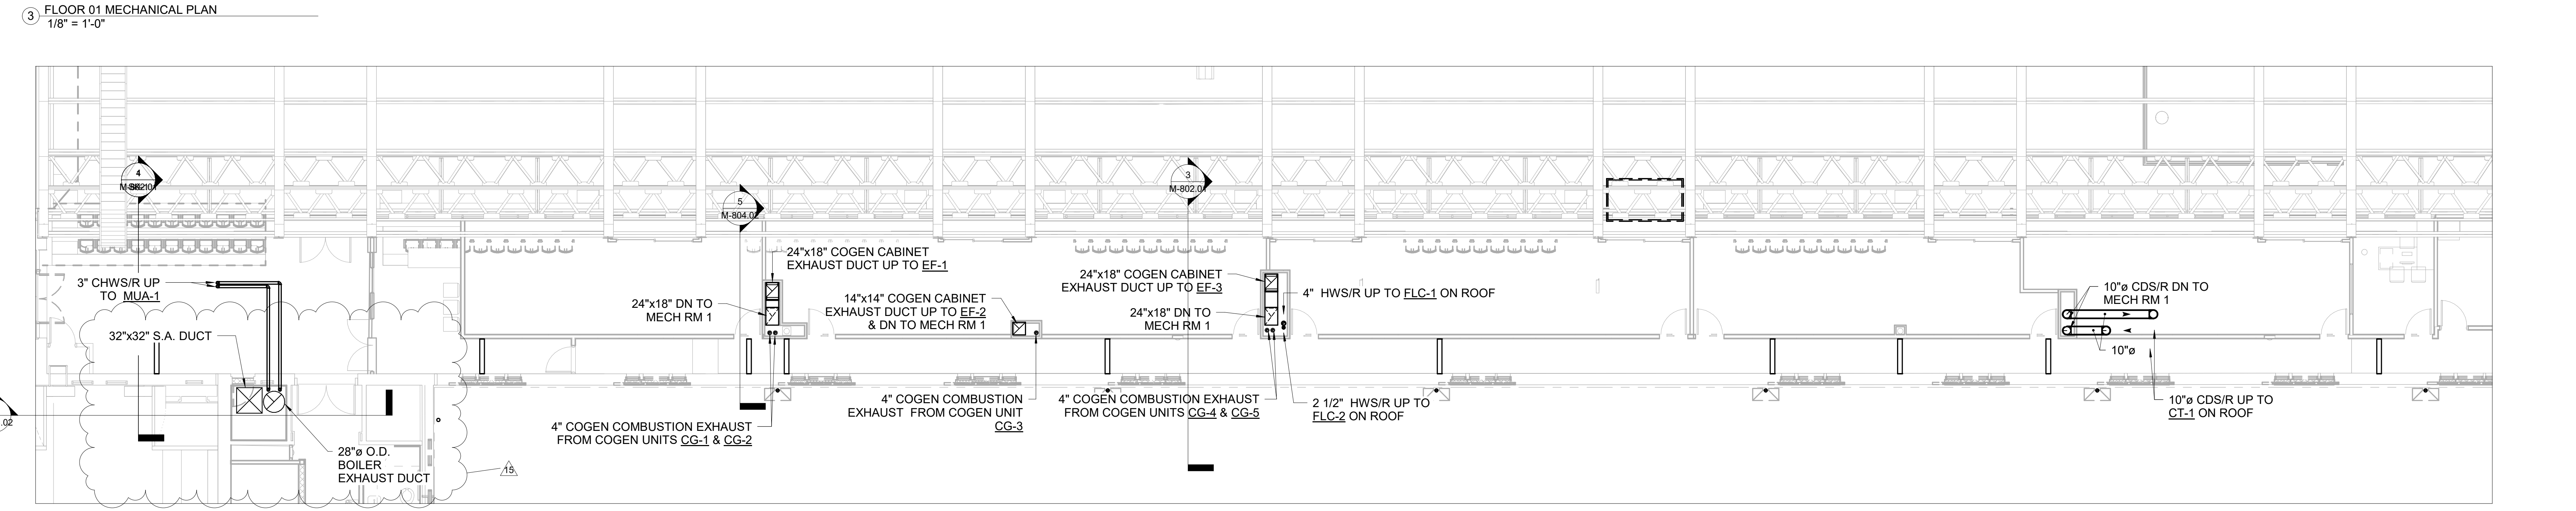 3
FLOOR 01 MECHANICAL PLAN
1/8" = 1'-0"
4
5
M-804.02
3
M-802.01
3" CHWS/R UP
TO MUA-1
32"x32" S.A. DUCT
28"ø O.D.
BOILER
EXHAUST DUCT
15
.02
24"x18" COGEN CABINET
EXHAUST DUCT UP TO EF-1
24"x18" DN TO
MECH RM 1
4" COGEN COMBUSTION EXHAUST
FROM COGEN UNITS CG-1 & CG-2
14"x14" COGEN CABINET
EXHAUST DUCT UP TO EF-2
& DN TO MECH RM 1
4" COGEN COMBUSTION
EXHAUST FROM COGEN UNIT
CG-3
24"x18" COGEN CABINET
EXHAUST DUCT UP TO EF-3
24"x18" DN TO
MECH RM 1
4" COGEN COMBUSTION EXHAUST
FROM COGEN UNITS CG-4 & CG-5
4" HWS/R UP TO FLC-1 ON ROOF
2 1/2" HWS/R UP TO
FLC-2 ON ROOF
10"ø CDS/R DN TO
MECH RM 1
10"ø
10"ø CDS/R UP TO
CT-1 ON ROOF